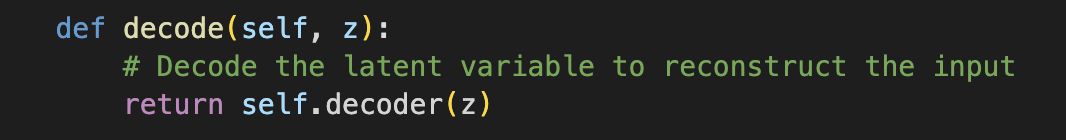 def decode(self, z):
# Decode the latent variable to reconstruct the input
return self.decoder(z)